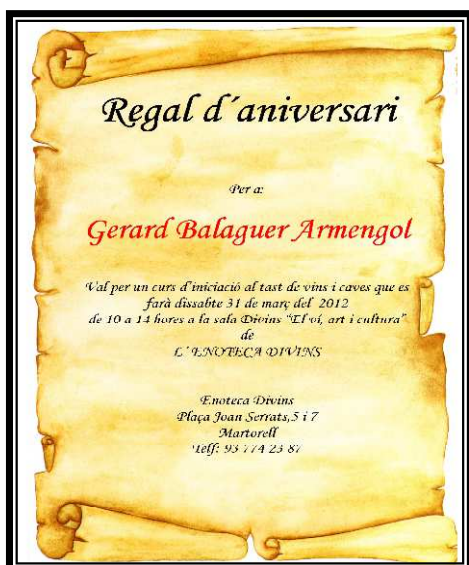 Regal d´aniversari
Per a:
Gerard Balaguer Armengol
Val per un curs d'iniciació al tast de vins i caves que es
farà dissabte 31 de març del 2012
de 10 a 14 hores a la sala Divins “El vi, art i cultura”
de
L´ENOTECA DIVINS
Enoteca Divins
Plaça Joan Serrats,5 i 7
Martorell
Telf: 93 774 23 87